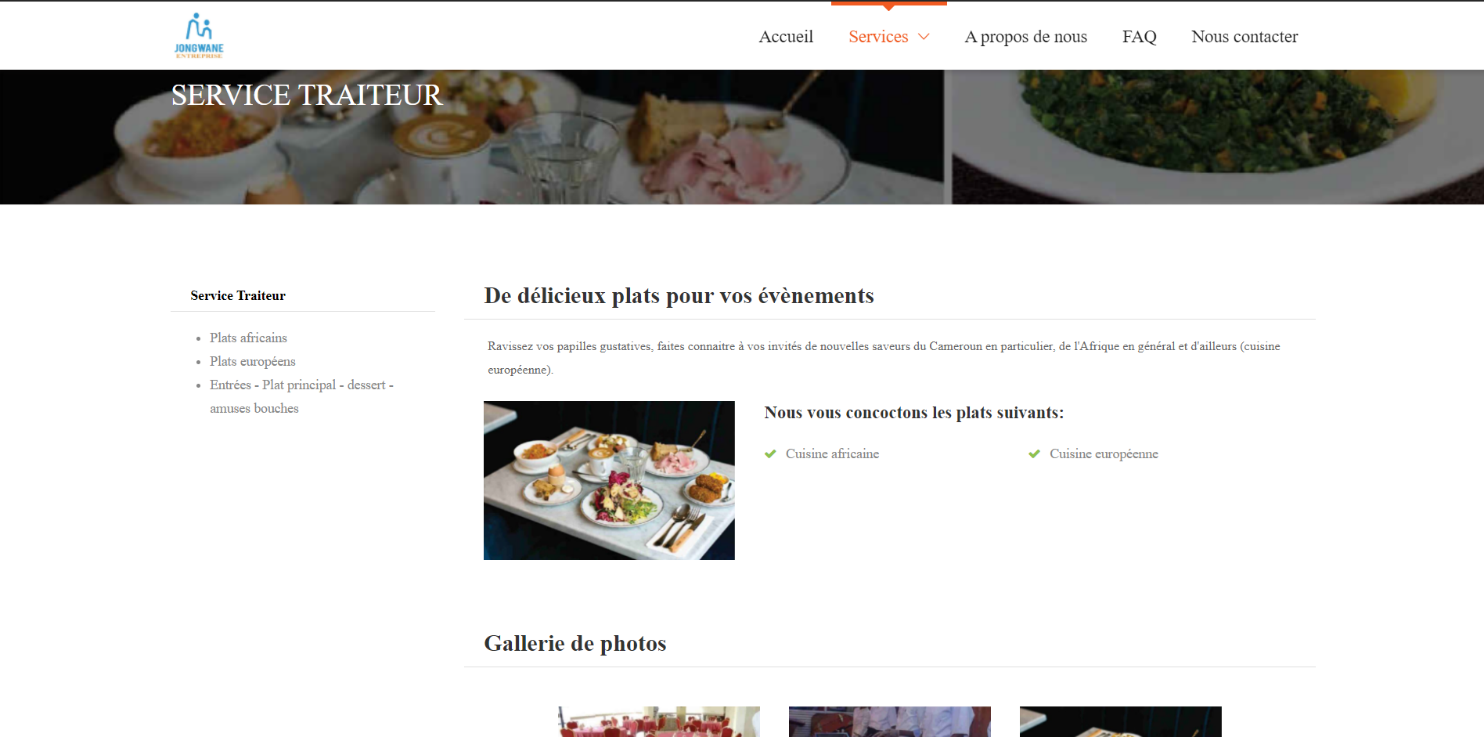 JONGWANE
ENTREPRISE
Accueil
Services
A propos de nous
FAQ
Nous contacter
SERVICE TRAITEUR
Service Traiteur
Plats africains
Plats européens
Entrées - Plat principal - dessert -
amuses bouches
De délicieux plats pour vos évènements
Ravissez vos papilles gustatives, faites connaitre à vos invités de nouvelles saveurs du Cameroun en particulier, de l'Afrique en général et d'ailleurs (cuisine
européenne).
Nous vous concoctons les plats suivants:
Cuisine africaine
Cuisine européenne
Gallerie de photos